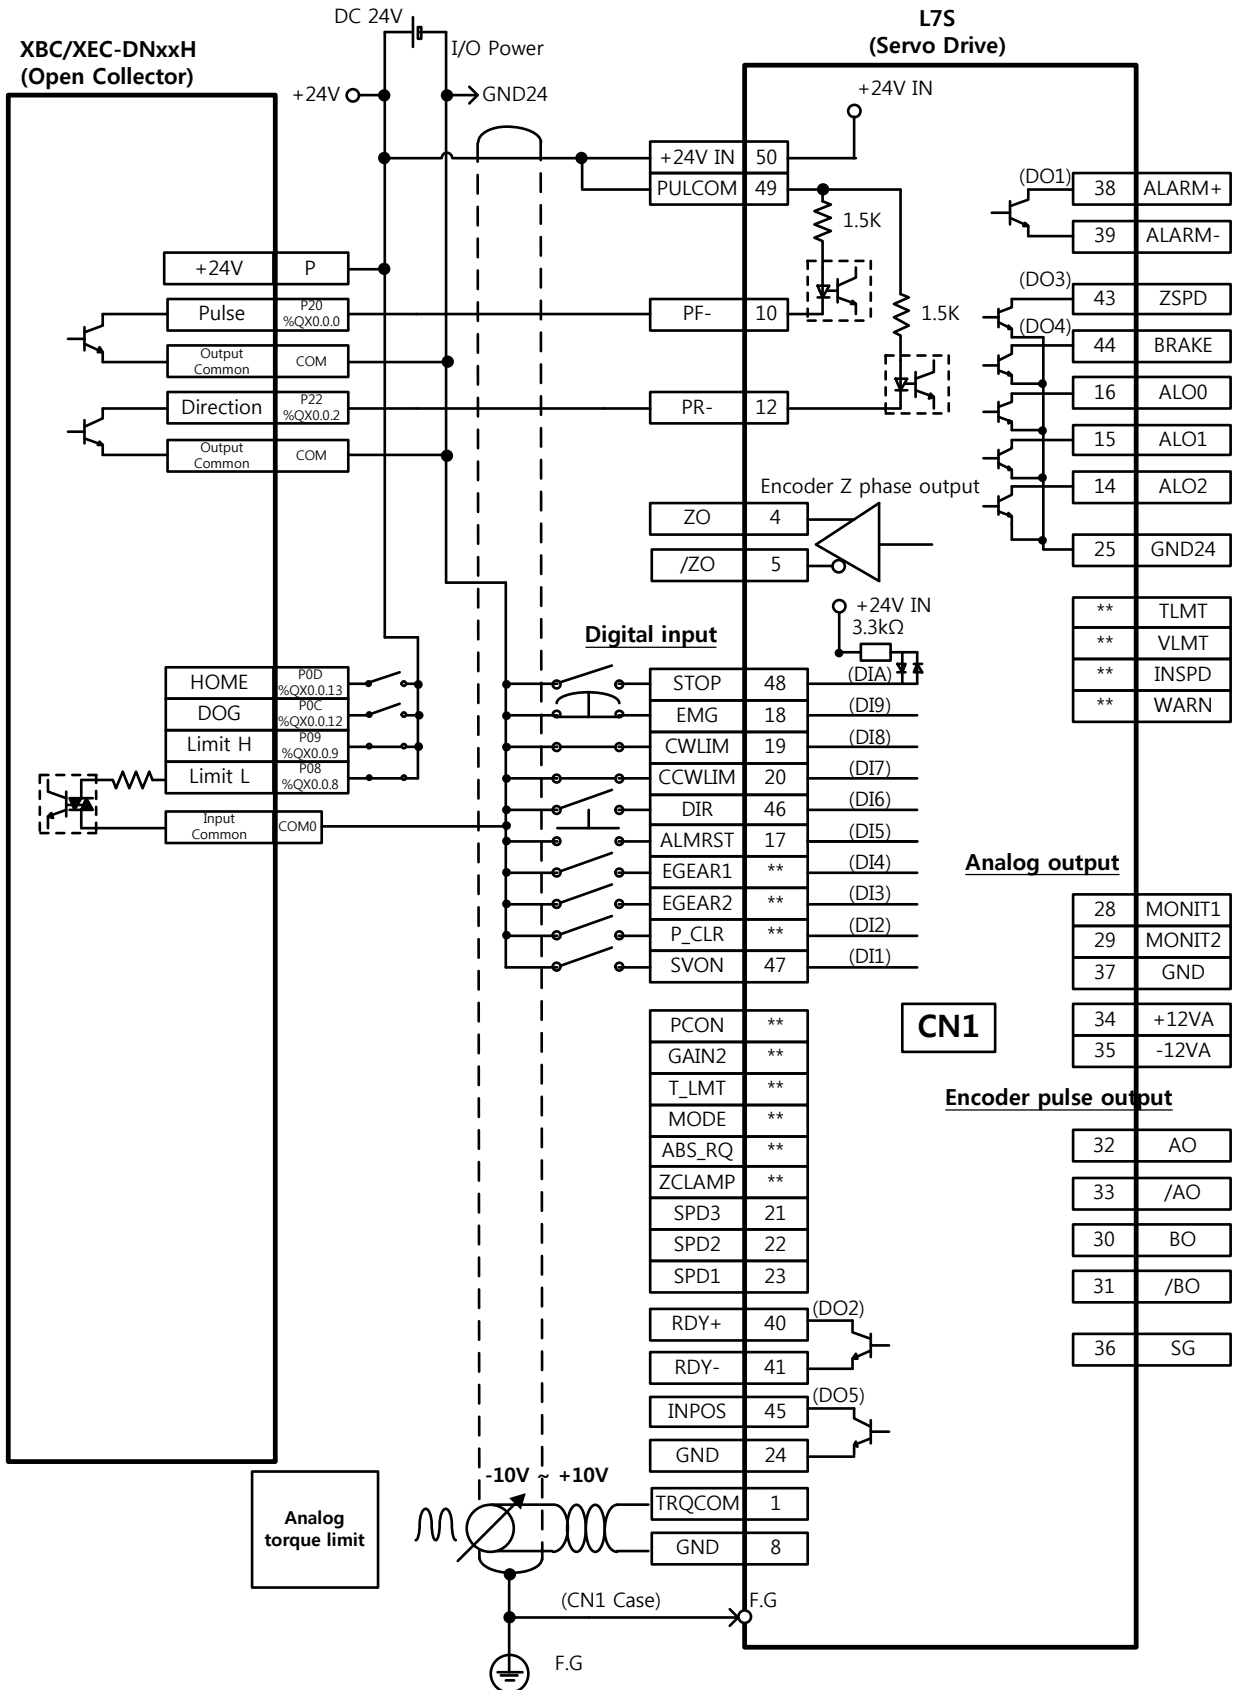 DC 24V
L7S
(Servo Drive)
XBC/XEC-DNxxH
(Open Collector)
I/O Power
+24V
GND24
+24V IN
+24V IN 50
PULCOM 49
1.5K
1.5K
(DO1)
38 ALARM+
39 ALARM-
+24V P
Pulse P20 %QX0.0.0
Output Common COM
Direction P22 %QX0.0.2
Output Common COM
PF- 10
PR- 12
(DO3)
43 ZSPD
(DO4)
44 BRAKE
16 ALO0
15 ALO1
14 ALO2
25 GND24
Encoder Z phase output
ZO 4
/ZO 5
+24V IN
3.3kΩ
** TLMT
** VLMT
** INSPD
** WARN
Digital input
HOME P0D %QX0.0.13
DOG P0C %QX0.0.12
Limit H P09 %QX0.0.9
Limit L P08 %QX0.0.8
Input Common COM0
STOP 48 (DIA)
EMG 18 (DI9)
CWLIM 19 (DI8)
CCWLIM 20 (DI7)
DIR 46 (DI6)
ALMRST 17 (DI5)
EGEAR1 ** (DI4)
EGEAR2 ** (DI3)
P_CLR ** (DI2)
SVON 47 (DI1)
Analog output
28 MONIT1
29 MONIT2
37 GND
34 +12VA
35 -12VA
CN1
PCON **
GAIN2 **
T_LMT **
MODE **
ABS_RQ **
ZCLAMP **
SPD3 21
SPD2 22
SPD1 23
Encoder pulse output
32 AO
33 /AO
30 BO
31 /BO
36 SG
RDY+ 40 (DO2)
RDY- 41
INPOS 45 (DO5)
GND 24
-10V ~ +10V
Analog
torque limit
TRQCOM 1
GND 8
(CN1 Case)
F.G
F.G